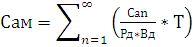 Сам = ∑_{n=1}^{∞} (Сап / (Рд*Вд) * Т)